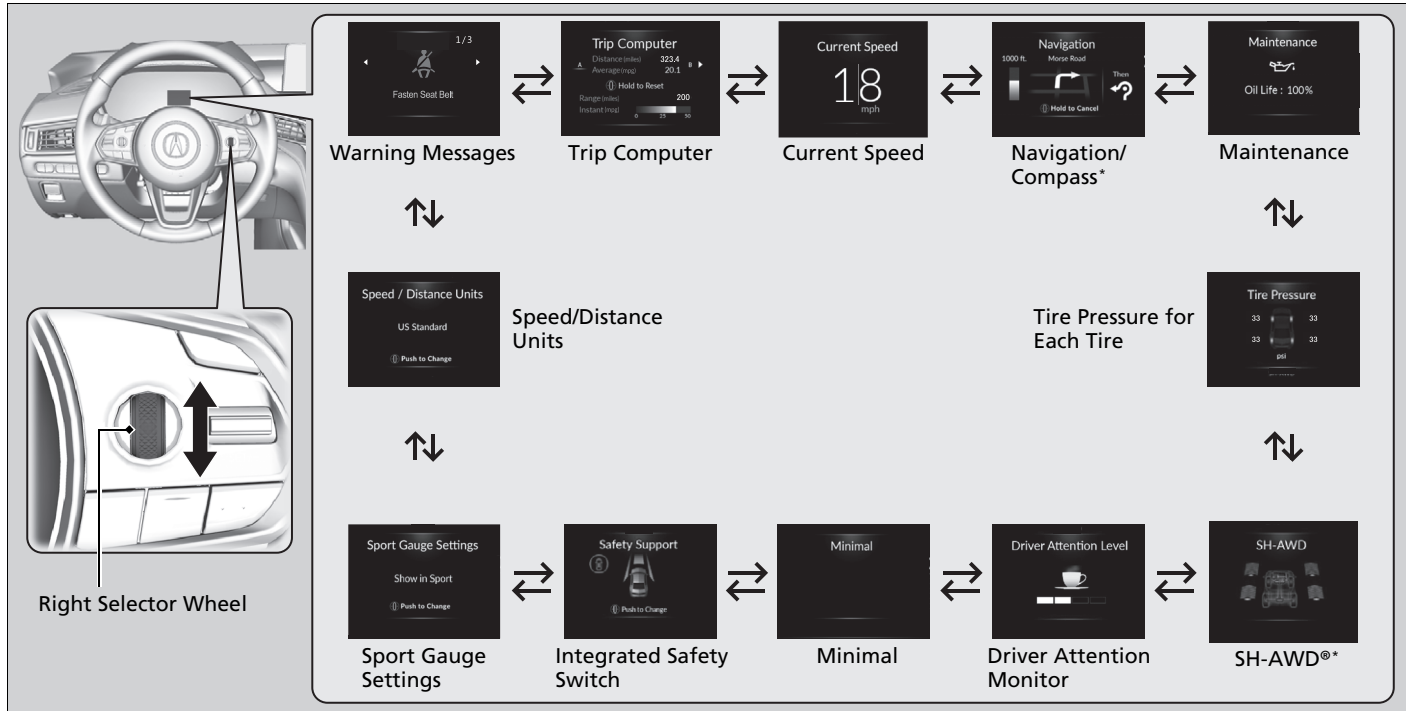 1/3
Fasten Seat Belt
Warning Messages
Trip Computer
Distance (miles) 323.4
A B
Average (mpg) 20.1
Hold to Reset
Range (miles) 200
Instant (mpg)
0 25 50
Trip Computer
Current Speed
18
mph
Current Speed
Navigation
1000 ft. Morse Road
Then
Hold to Cancel
Navigation/
Compass*
Maintenance
Oil Life : 100%
Maintenance
Speed / Distance Units
US Standard
Push to Change
Speed/Distance
Units
Tire Pressure for
Each Tire
Tire Pressure
33 33
33 33
psi
Right Selector Wheel
Sport Gauge Settings
Show in Sport
Push to Change
Sport Gauge
Settings
Safety Support
Push to Change
Integrated Safety
Switch
Minimal
Minimal
Driver Attention Level
Driver Attention
Monitor
SH-AWD
SH-AWD®*